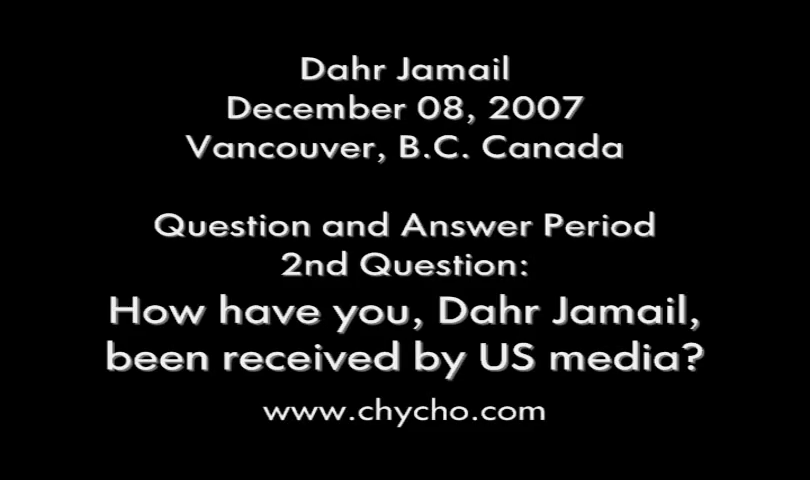 Dahr Jamail
December 08, 2007
Vancouver, B.C. Canada
Question and Answer Period
2nd Question:
How have you, Dahr Jamail,
been received by US media?
www.chycho.com